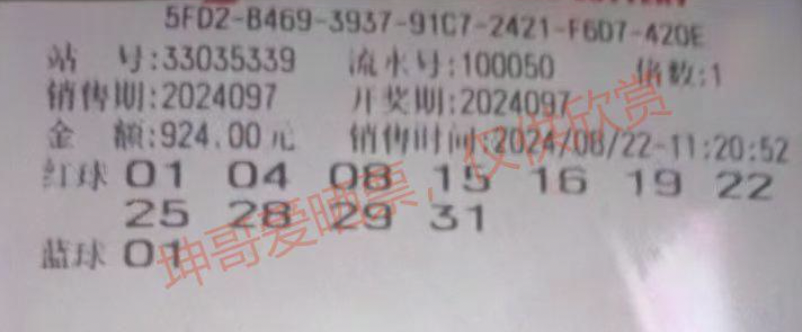 5FD2-B469-3937-91C7-2421-F6D7-420E
站 号:33035339 流水号:100050 倍数:1
销售期:2024097 开奖期:2024097
金 额:924.00元 销售时间:2024/08/22-11:20:52
红球 01 04 08 15 16 19 22
25 28 29 31
蓝球 01
坤哥爱晒票，仅供欣赏